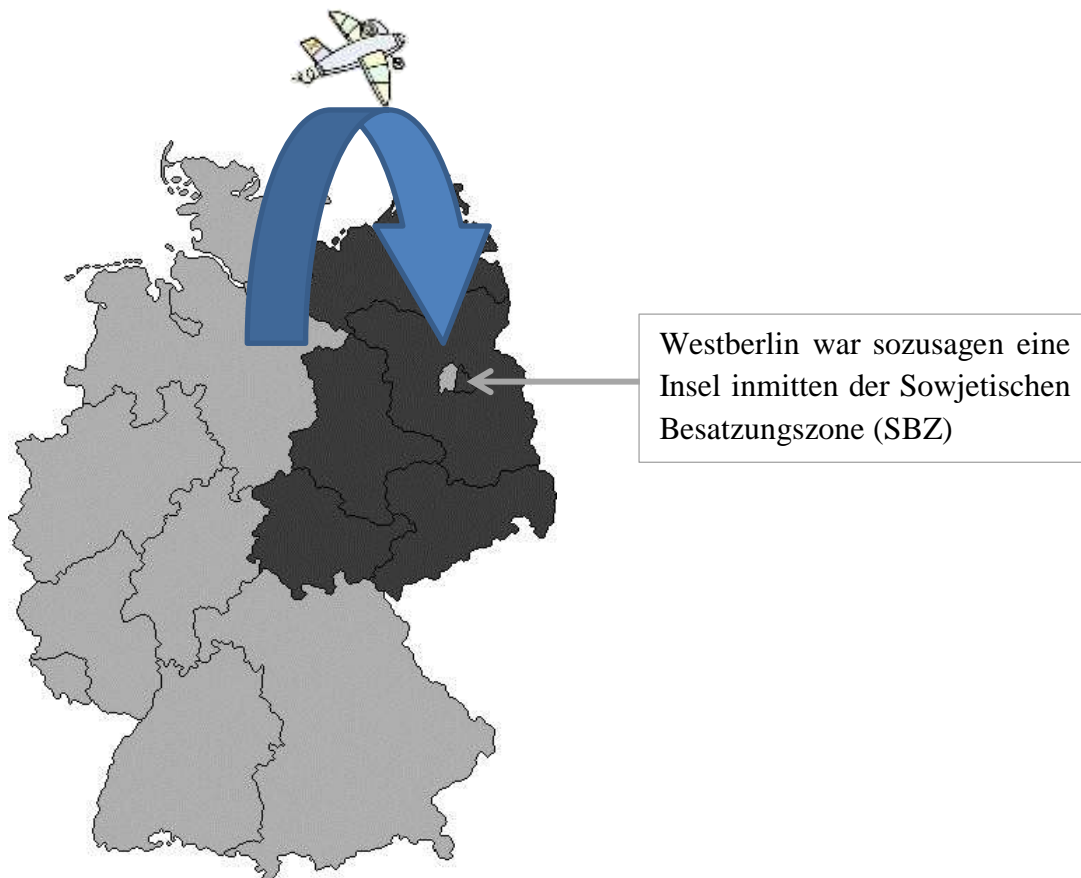 Westberlin war sozusagen eine
Insel inmitten der Sowjetischen
Besatzungszone (SBZ)